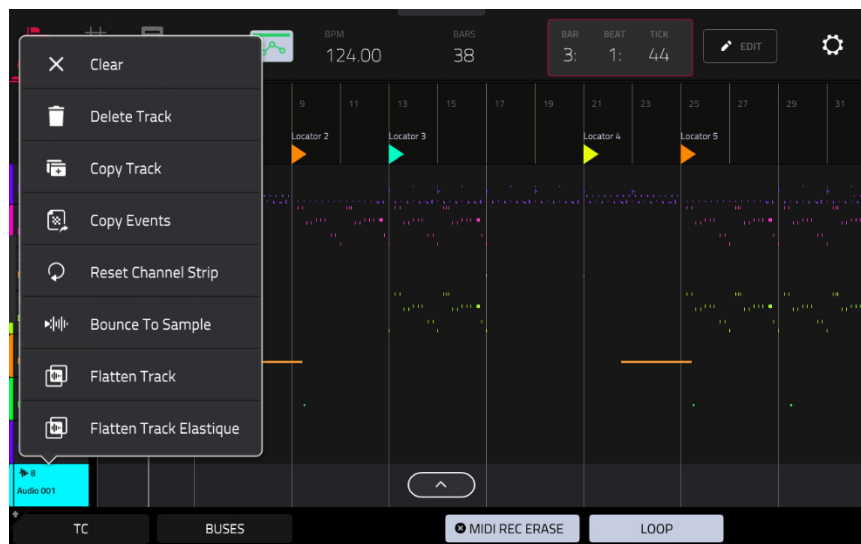 BPM
124.00
BARS
38
BAR BEAT TICK
3: 1: 44
EDIT
Clear
Delete Track
Copy Track
Copy Events
Reset Channel Strip
Bounce To Sample
Flatten Track
Flatten Track Elastique
9 11 13 15 17 19 21 23 25 27 29 31
Locator 2 Locator 3 Locator 4 Locator 5
8
Audio 001
TC BUSES MIDI REC ERASE LOOP